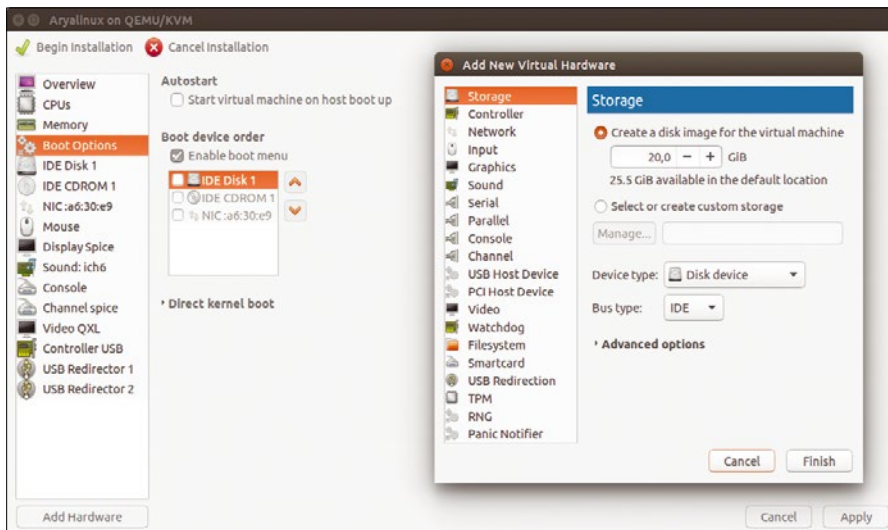 Aryalinux on QEMU/KVM
Begin Installation Cancel Installation
Overview
CPUs
Memory
Boot Options
IDE Disk 1
IDE CDROM 1
NIC :a6:30:e9
Mouse
Display Spice
Sound: ich6
Console
Channel spice
Video QXL
Controller USB
USB Redirector 1
USB Redirector 2
Add Hardware
Autostart
Start virtual machine on host boot up
Boot device order
Enable boot menu
IDE Disk 1
IDE CDROM 1
NIC :a6:30:e9
Direct kernel boot
Add New Virtual Hardware
Storage
Controller
Network
Input
Graphics
Sound
Serial
Parallel
Console
Channel
USB Host Device
PCI Host Device
Video
Watchdog
Filesystem
Smartcard
USB Redirection
TPM
RNG
Panic Notifier
Storage
Create a disk image for the virtual machine
20,0 − + GiB
25.5 GiB available in the default location
Select or create custom storage
Manage...
Device type: Disk device
Bus type: IDE
Advanced options
Cancel Finish
Cancel Apply